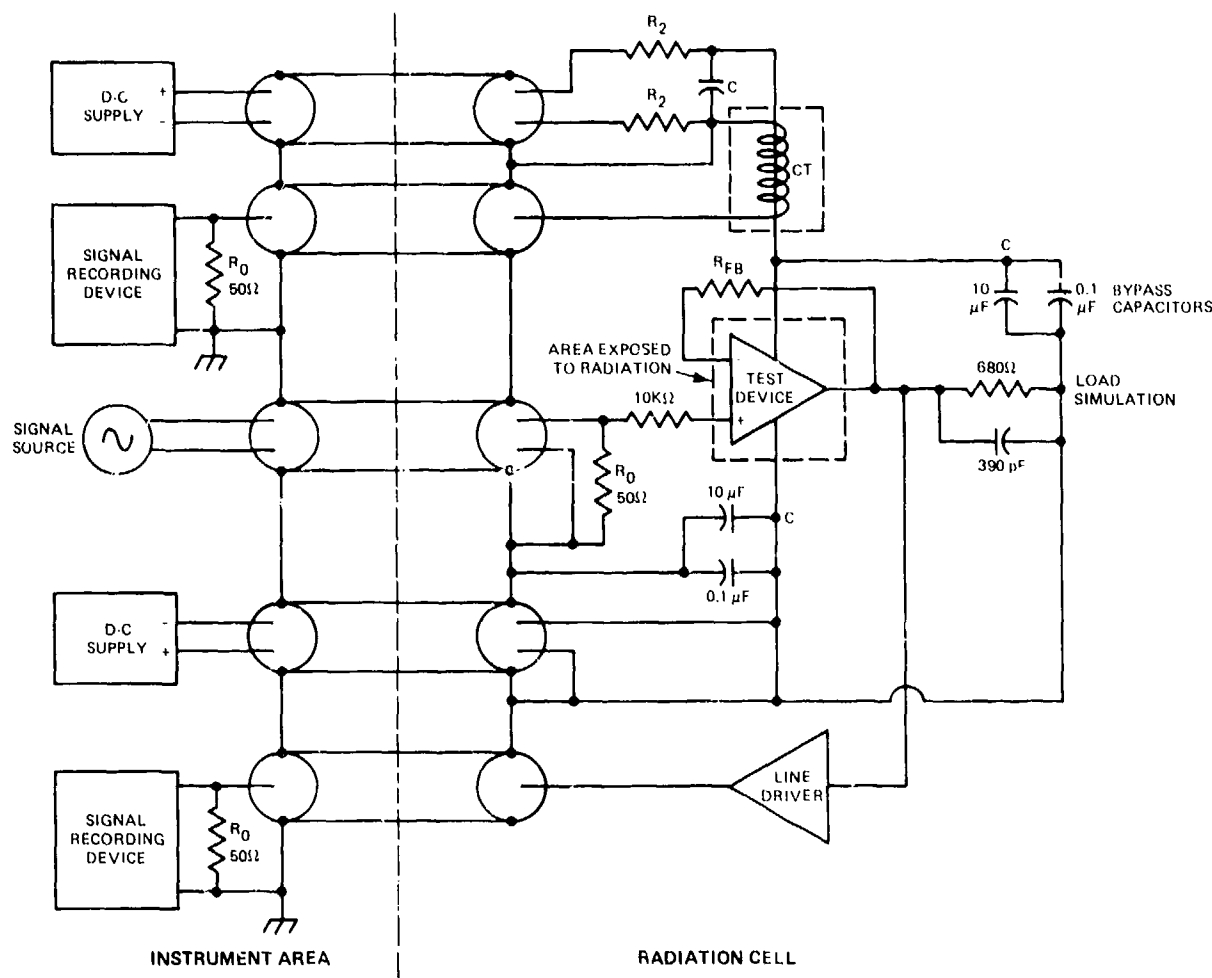 R2
D-C
SUPPLY
+
-
C
R2
CT
SIGNAL
RECORDING
DEVICE
R0
50Ω
RFB
C
10
µF
0.1
µF
BYPASS
CAPACITORS
AREA EXPOSED
TO RADIATION
-
TEST
DEVICE
+
680Ω
LOAD
SIMULATION
390 pF
SIGNAL
SOURCE
10KΩ
R0
50Ω
10 µF
C
0.1 µF
D-C
SUPPLY
-
+
SIGNAL
RECORDING
DEVICE
R0
50Ω
LINE
DRIVER
INSTRUMENT AREA
RADIATION CELL